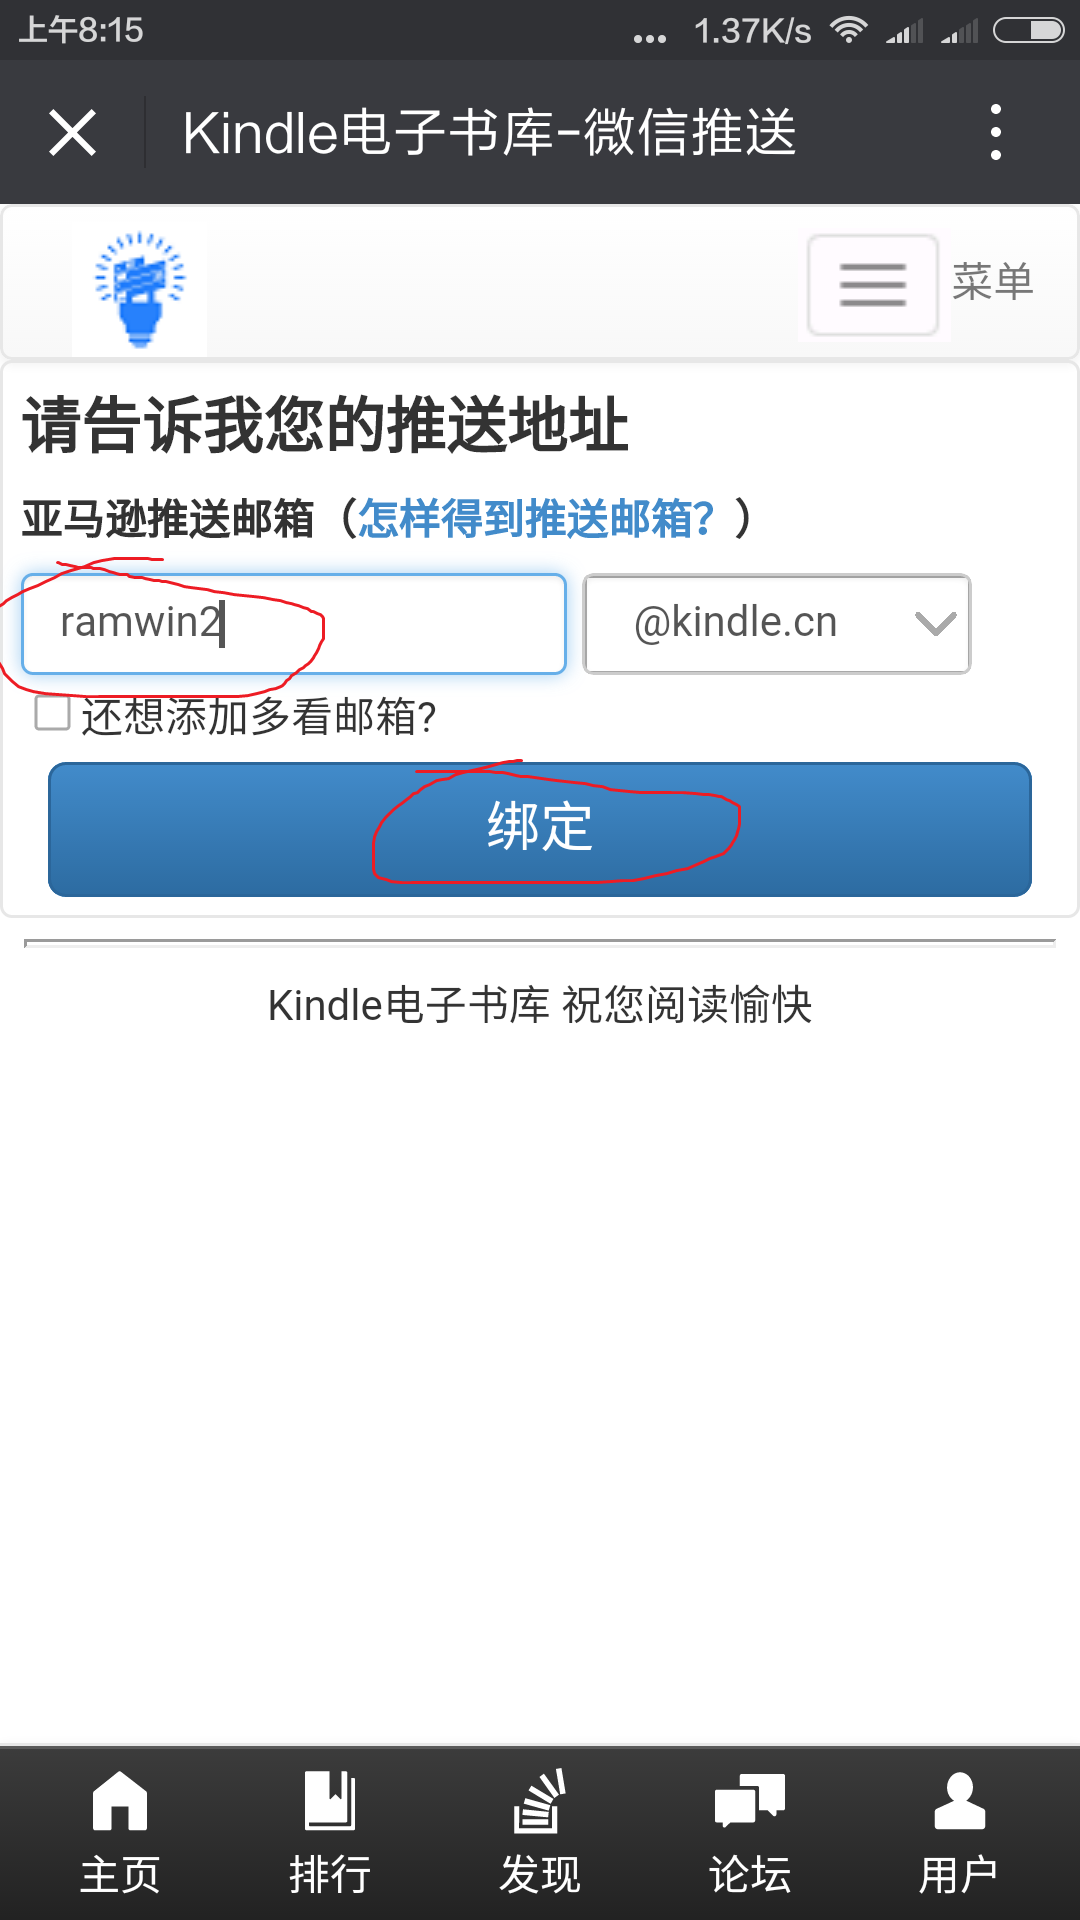 上午8:15 ... 1.37K/s
Kindle电子书库-微信推送
菜单
请告诉我您的推送地址
亚马逊推送邮箱（怎样得到推送邮箱？）
ramwin2 @kindle.cn
还想添加多看邮箱?
绑定
Kindle电子书库 祝您阅读愉快
主页 排行 发现 论坛 用户